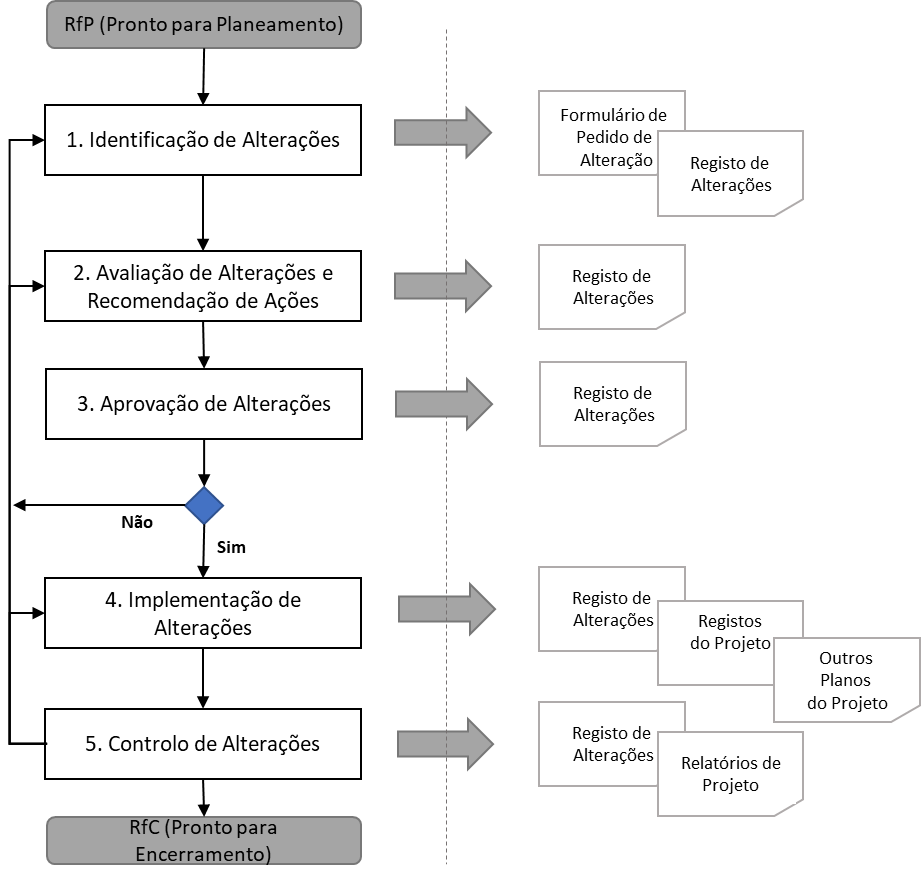 RfP (Pronto para Planeamento)
1. Identificação de Alterações
Formulário de
Pedido de
Alteração
Registo de
Alterações
2. Avaliação de Alterações e
Recomendação de Ações
Registo de
Alterações
3. Aprovação de Alterações
Registo de
Alterações
Não
Sim
4. Implementação de
Alterações
Registo de
Alterações
Registos
do Projeto
Outros
Planos
do Projeto
5. Controlo de Alterações
Registo de
Alterações
Relatórios de
Projeto
RfC (Pronto para
Encerramento)